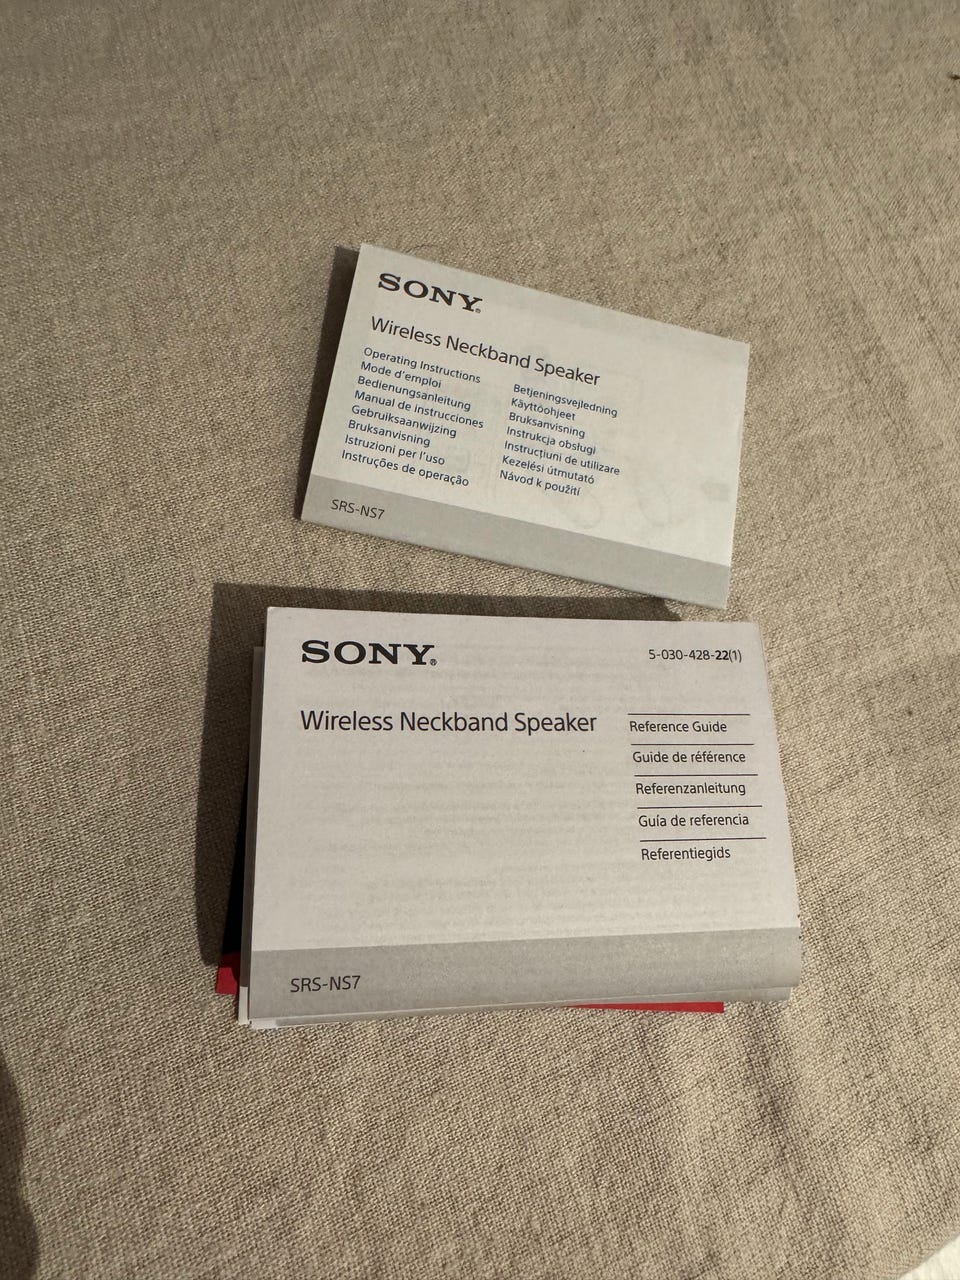 SONY®
Wireless Neckband Speaker
Operating Instructions
Mode d'emploi
Bedienungsanleitung
Manual de instrucciones
Gebruiksaanwijzing
Bruksanvisning
Istruzioni per l'uso
Instruções de operação
Betjeningsvejledning
Käyttöohjeet
Bruksanvisning
Instrukcja obsługi
Instrucțiuni de utilizare
Kezelési útmutató
Návod k použití
SRS-NS7
SONY®
5-030-428-22(1)
Wireless Neckband Speaker
Reference Guide
Guide de référence
Referenzanleitung
Guía de referencia
Referentiegids
SRS-NS7